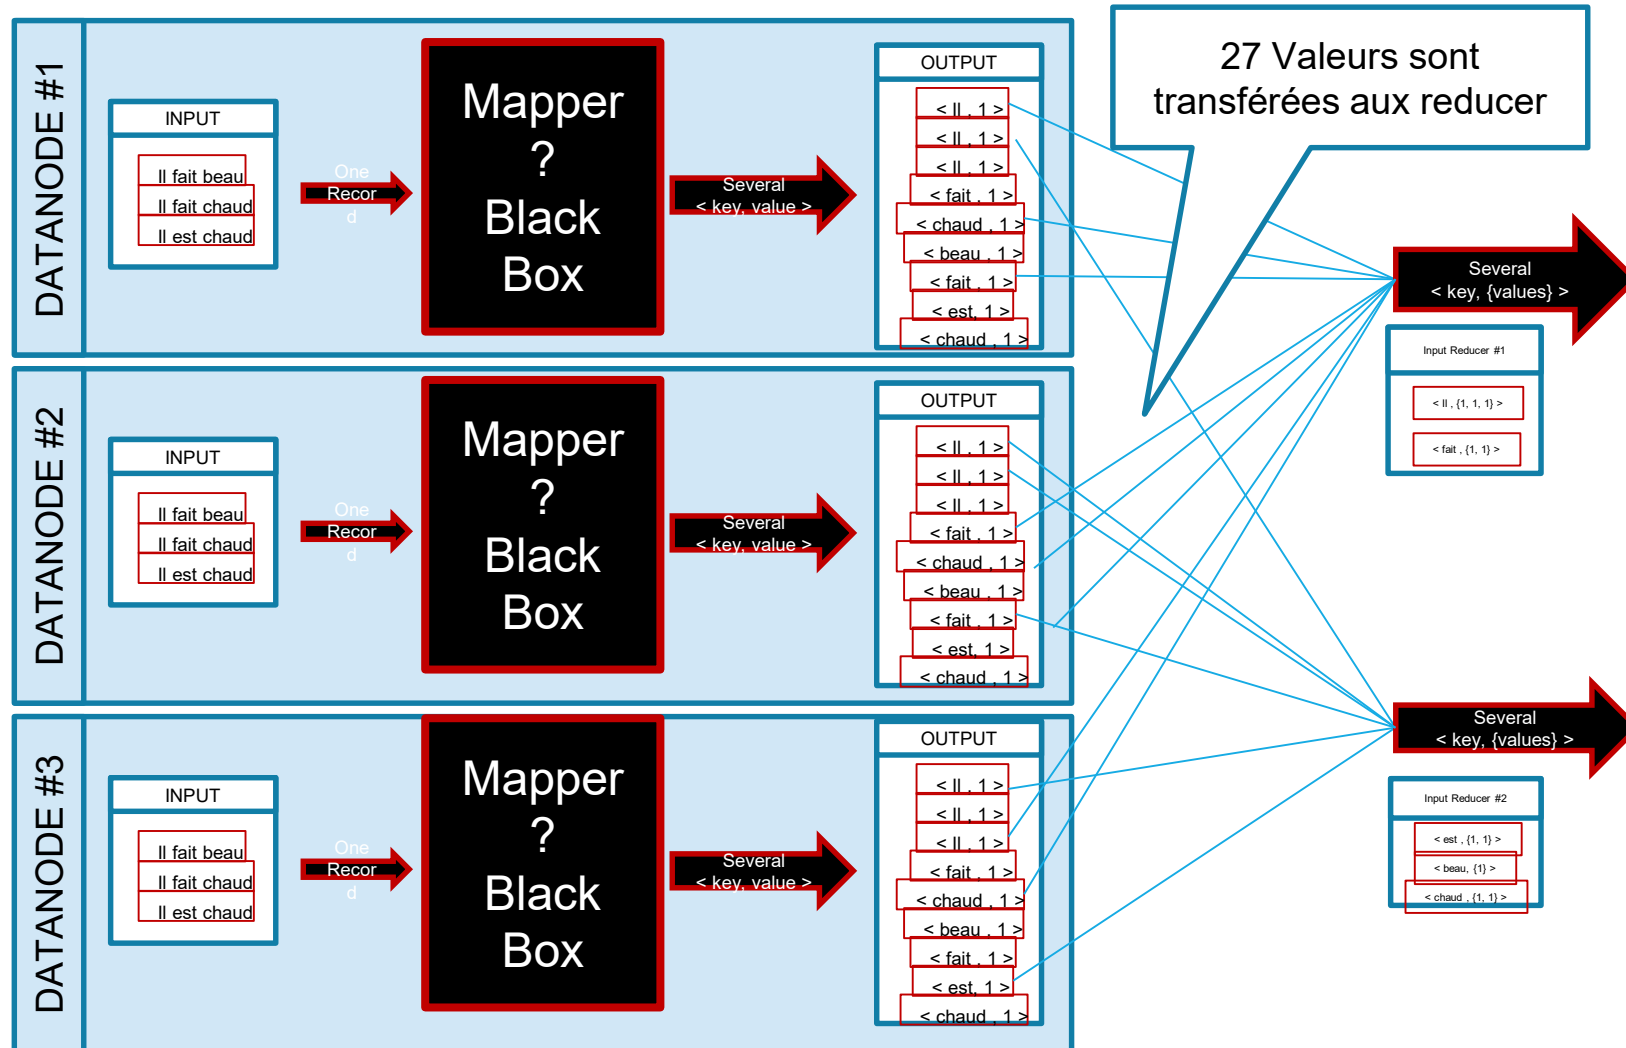 DATANODE #1
INPUT
Il fait beau
Il fait chaud
Il est chaud
One
Recor
d
Mapper
?
Black
Box
Several
< key, value >
OUTPUT
< Il , 1 >
< Il , 1 >
< Il , 1 >
< fait , 1 >
< chaud , 1 >
< beau , 1 >
< fait , 1 >
< est, 1 >
< chaud , 1 >
27 Valeurs sont
transférées aux reducer
Several
< key, {values} >
Input Reducer #1
< Il , {1, 1, 1} >
< fait , {1, 1} >
DATANODE #2
INPUT
Il fait beau
Il fait chaud
Il est chaud
One
Recor
d
Mapper
?
Black
Box
Several
< key, value >
OUTPUT
< Il , 1 >
< Il , 1 >
< Il , 1 >
< fait , 1 >
< chaud , 1 >
< beau , 1 >
< fait , 1 >
< est, 1 >
< chaud , 1 >
DATANODE #3
INPUT
Il fait beau
Il fait chaud
Il est chaud
One
Recor
d
Mapper
?
Black
Box
Several
< key, value >
OUTPUT
< Il , 1 >
< Il , 1 >
< Il , 1 >
< fait , 1 >
< chaud , 1 >
< beau , 1 >
< fait , 1 >
< est, 1 >
< chaud , 1 >
Several
< key, {values} >
Input Reducer #2
< est , {1, 1} >
< beau, {1} >
< chaud , {1, 1} >